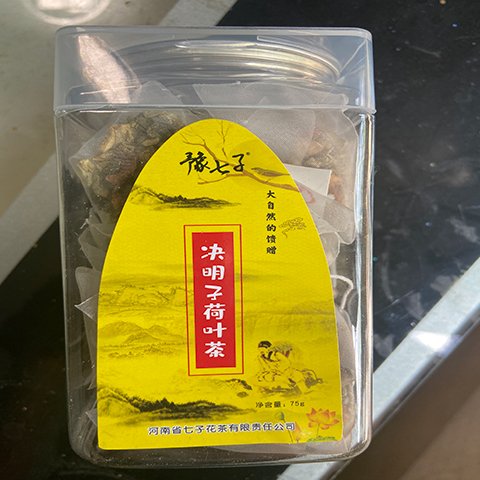 豫七子®
大自然的馈赠
决明子荷叶茶
净含量：75g
河南省七子花茶有限责任公司